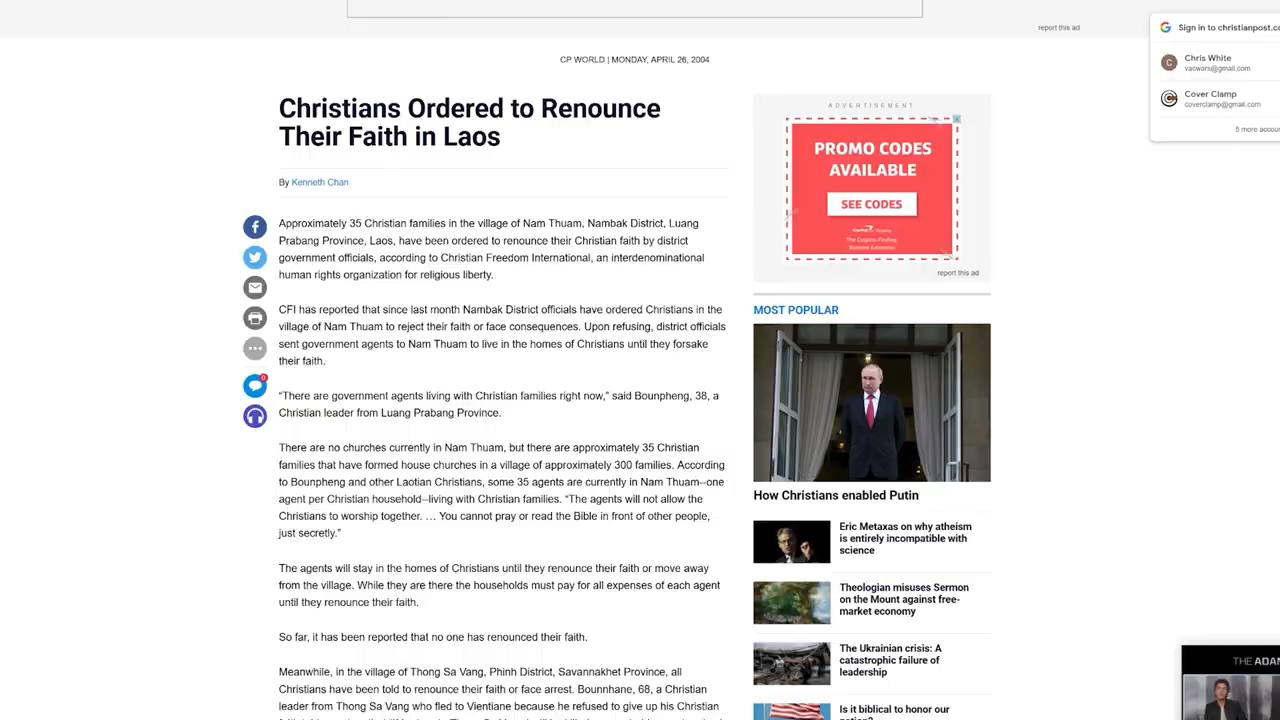 report this ad
Sign in to christianpost.co
Chris White
vacwars@gmail.com
Cover Clamp
coverclamp@gmail.com
5 more accoun
CP WORLD | MONDAY, APRIL 26, 2004
Christians Ordered to Renounce
Their Faith in Laos
By Kenneth Chan
Approximately 35 Christian families in the village of Nam Thuam, Nambak District, Luang
Prabang Province, Laos, have been ordered to renounce their Christian faith by district
government officials, according to Christian Freedom International, an interdenominational
human rights organization for religious liberty.
CFI has reported that since last month Nambak District officials have ordered Christians in the
village of Nam Thuam to reject their faith or face consequences. Upon refusing, district officials
sent government agents to Nam Thuam to live in the homes of Christians until they forsake
their faith.
“There are government agents living with Christian families right now,” said Bounpheng, 38, a
Christian leader from Luang Prabang Province.
There are no churches currently in Nam Thuam, but there are approximately 35 Christian
families that have formed house churches in a village of approximately 300 families. According
to Bounpheng and other Laotian Christians, some 35 agents are currently in Nam Thuam--one
agent per Christian household--living with Christian families. “The agents will not allow the
Christians to worship together. … You cannot pray or read the Bible in front of other people,
just secretly.”
The agents will stay in the homes of Christians until they renounce their faith or move away
from the village. While they are there the households must pay for all expenses of each agent
until they renounce their faith.
So far, it has been reported that no one has renounced their faith.
Meanwhile, in the village of Thong Sa Vang, Phinh District, Savannakhet Province, all
Christians have been told to renounce their faith or face arrest. Bounnhane, 68, a Christian
leader from Thong Sa Vang who fled to Vientiane because he refused to give up his Christian
ADVERTISEMENT
PROMO CODES
AVAILABLE
SEE CODES
The Coupon-Finding
Browser Extension
report this ad
MOST POPULAR
How Christians enabled Putin
Eric Metaxas on why atheism
is entirely incompatible with
science
Theologian misuses Sermon
on the Mount against free-
market economy
The Ukrainian crisis: A
catastrophic failure of
leadership
Is it biblical to honor our
nation?
THE ADA